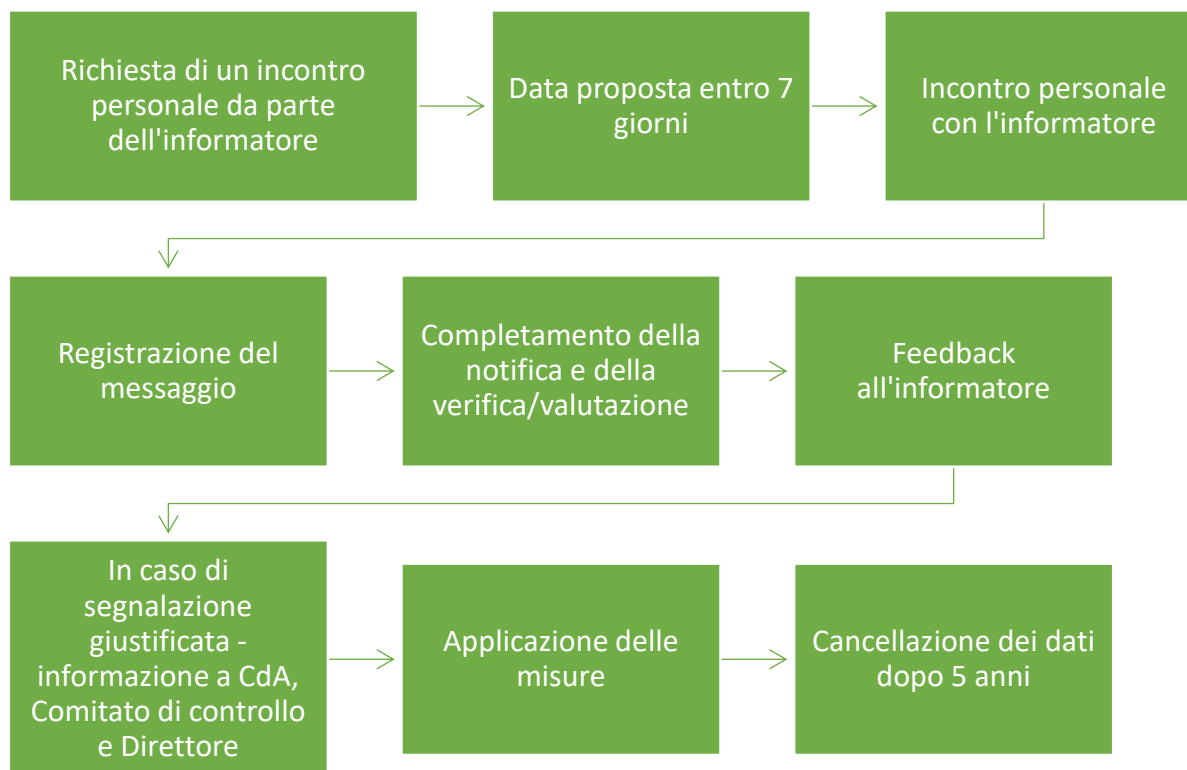 Richiesta di un incontro
personale da parte
dell'informatore
Data proposta entro 7
giorni
Incontro personale
con l'informatore
Registrazione del
messaggio
Completamento della
notifica e della
verifica/valutazione
Feedback
all'informatore
In caso di
segnalazione
giustificata -
informazione a CdA,
Comitato di controllo
e Direttore
Applicazione delle
misure
Cancellazione dei dati
dopo 5 anni